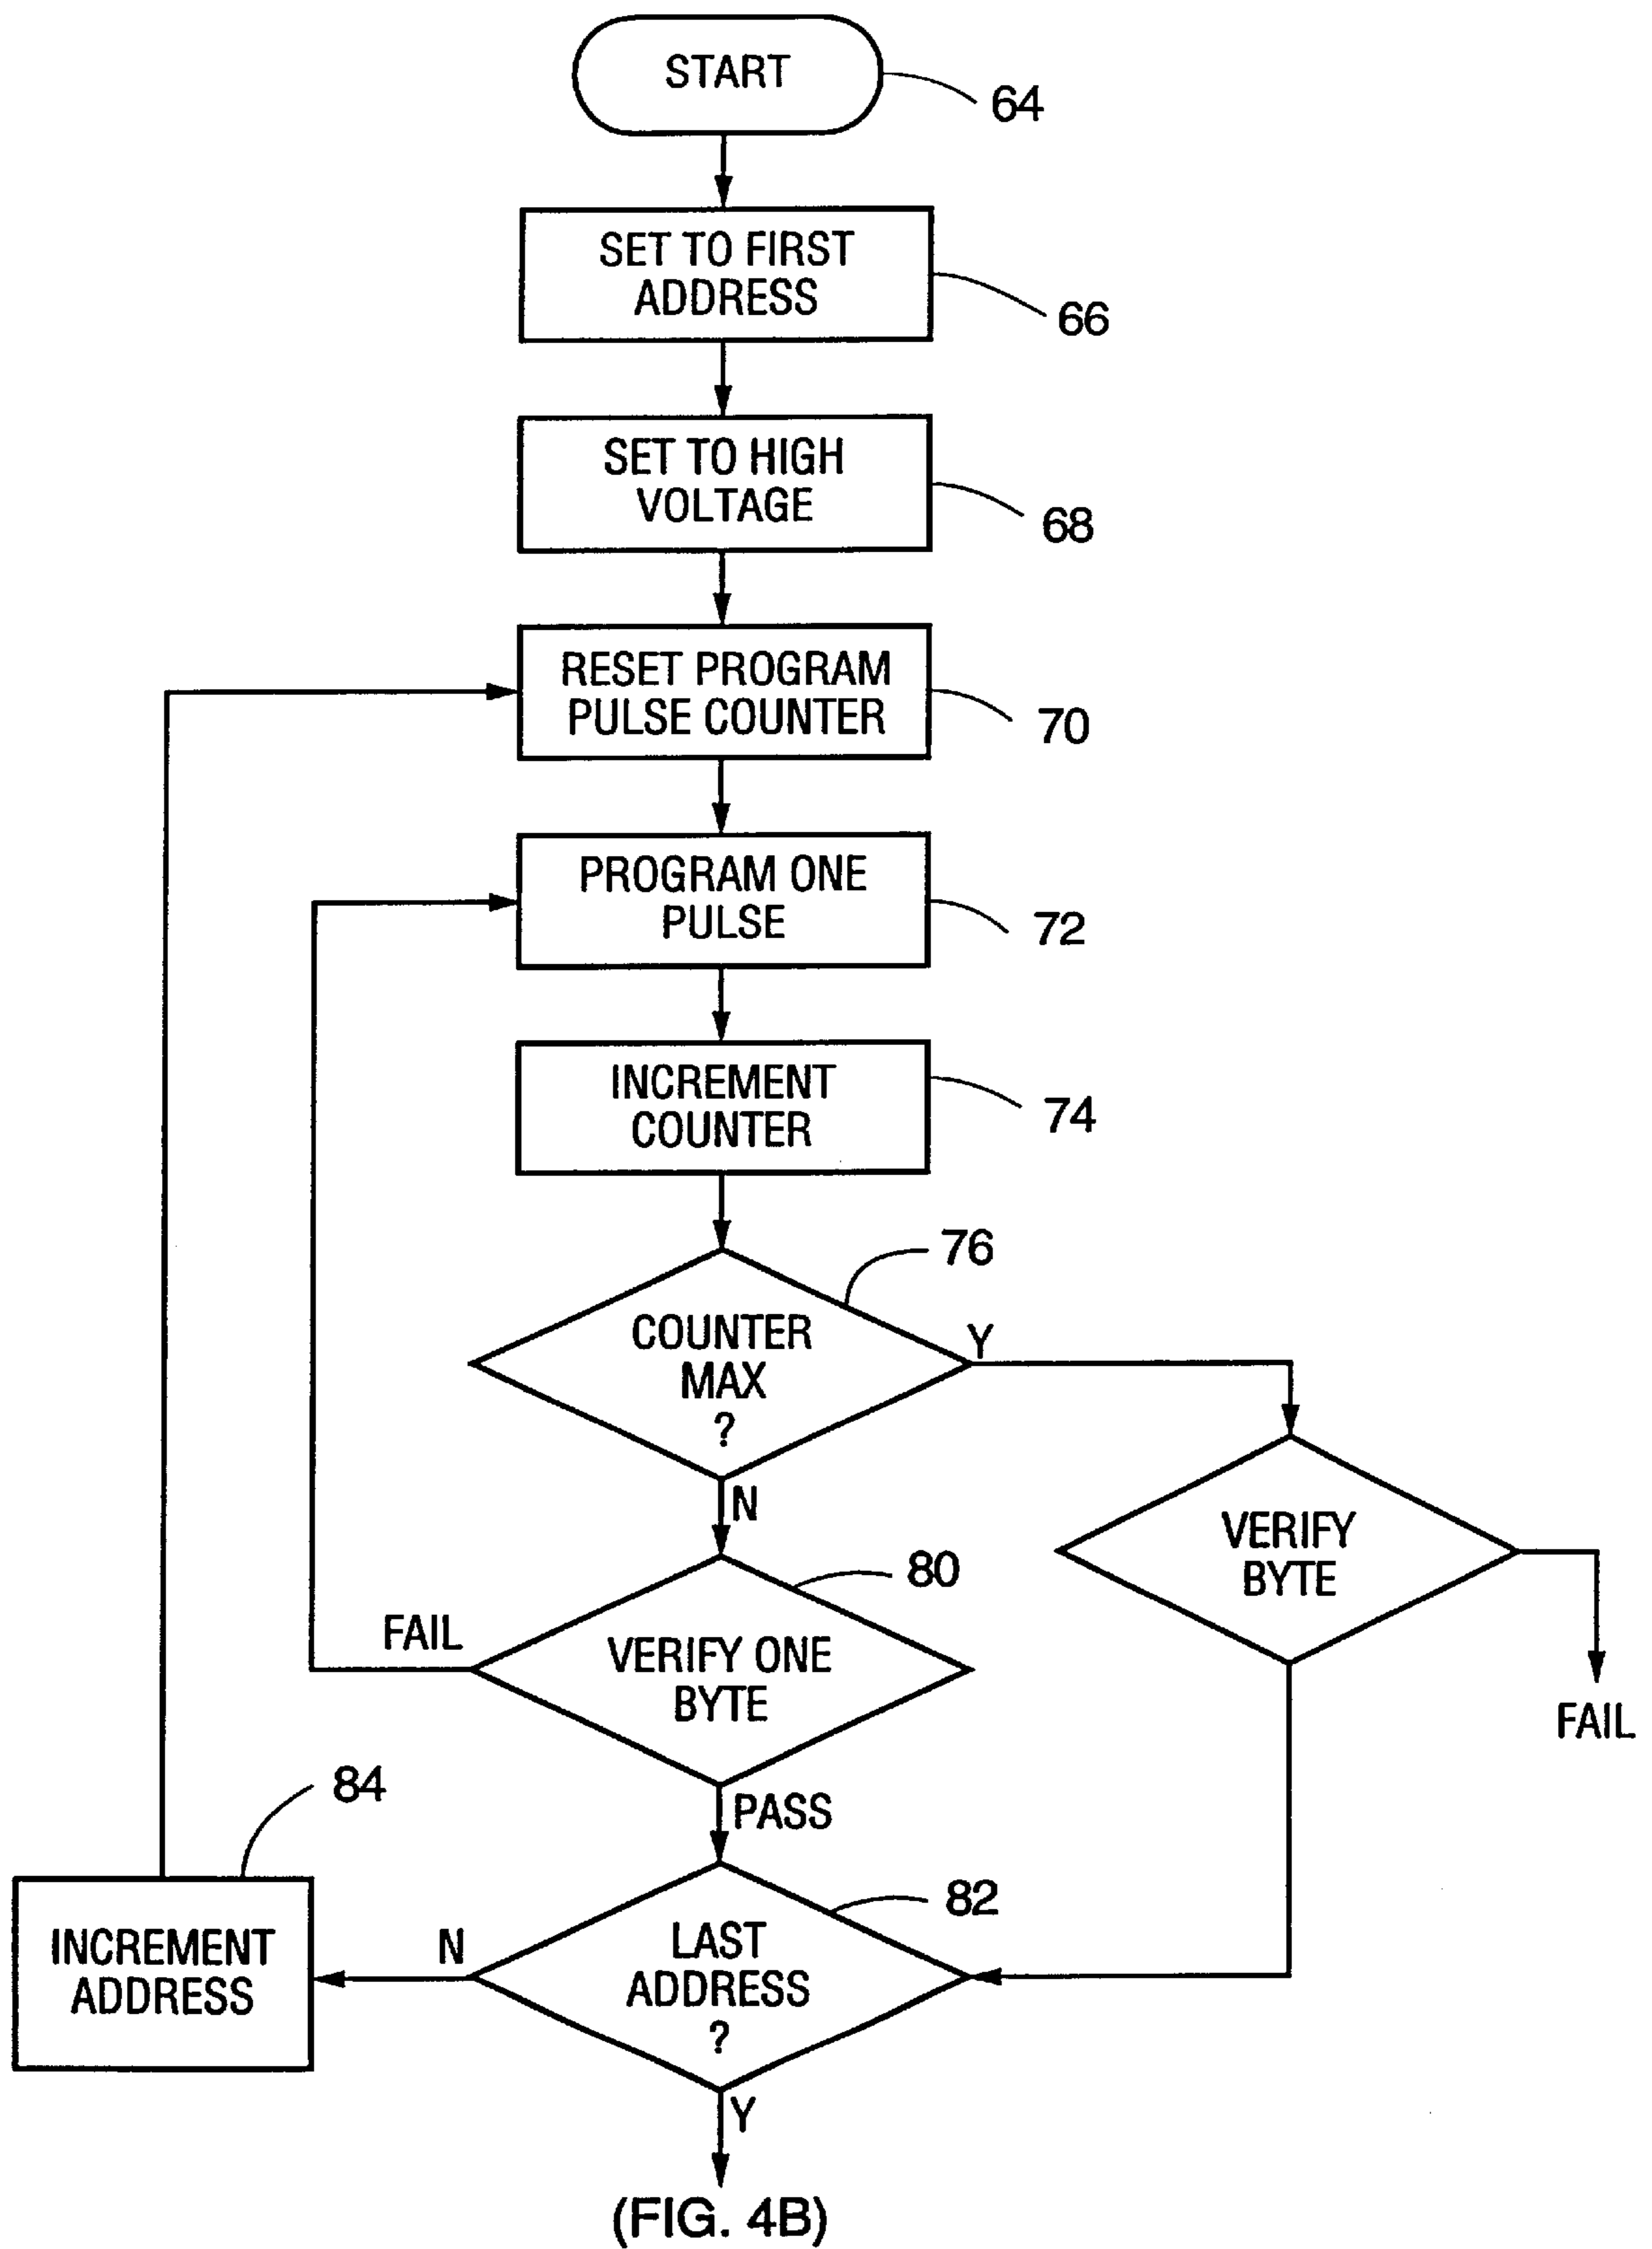 START
64
SET TO FIRST
ADDRESS
66
SET TO HIGH
VOLTAGE
68
RESET PROGRAM
PULSE COUNTER
70
PROGRAM ONE
PULSE
72
INCREMENT
COUNTER
74
76
COUNTER
MAX
?
Y
N
VERIFY
BYTE
FAIL
80
VERIFY ONE
BYTE
FAIL
PASS
84
INCREMENT
ADDRESS
82
LAST
ADDRESS
?
N
Y
(FIG. 4B)